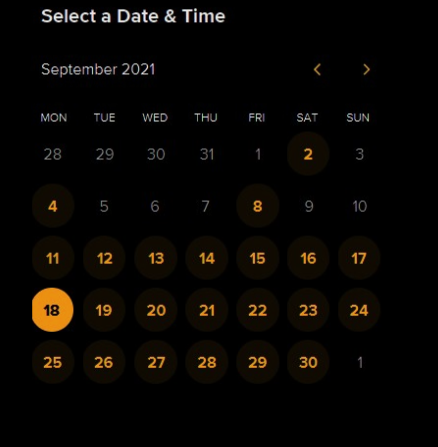 Select a Date & Time
September 2021
MON TUE WED THU FRI SAT SUN
28 29 30 31 1 2 3
4 5 6 7 8 9 10
11 12 13 14 15 16 17
18 19 20 21 22 23 24
25 26 27 28 29 30 1